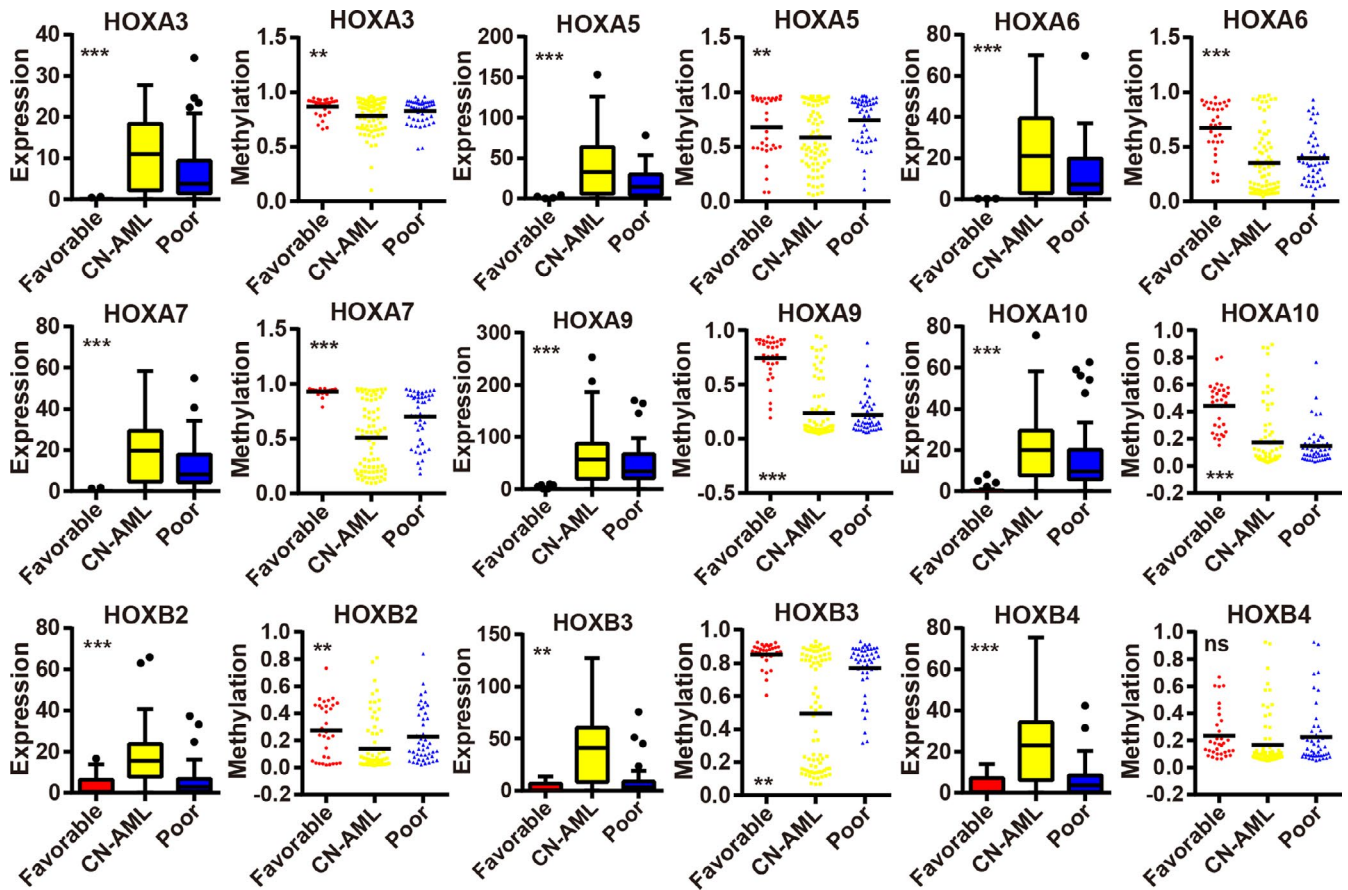 HOXA3 HOXA3 HOXA5 HOXA5 HOXA6 HOXA6
Expression
40
30
20
10
0
***
Favorable CN-AML Poor
Methylation
1.5
1.0
0.5
0.0
**
Favorable CN-AML Poor
Expression
200
150
100
50
0
***
Favorable CN-AML Poor
Methylation
1.5
1.0
0.5
0.0
**
Favorable CN-AML Poor
Expression
80
60
40
20
0
***
Favorable CN-AML Poor
Methylation
1.5
1.0
0.5
0.0
***
Favorable CN-AML Poor
HOXA7 HOXA7 HOXA9 HOXA9 HOXA10 HOXA10
Expression
80
60
40
20
0
***
Favorable CN-AML Poor
Methylation
1.5
1.0
0.5
0.0
***
Favorable CN-AML Poor
Expression
300
200
100
0
***
Favorable CN-AML Poor
Methylation
1.0
0.5
0.0
-0.5
***
Favorable CN-AML Poor
Expression
80
60
40
20
0
***
Favorable CN-AML Poor
Methylation
1.0
0.8
0.6
0.4
0.2
0.0
-0.2
***
Favorable CN-AML Poor
HOXB2 HOXB2 HOXB3 HOXB3 HOXB4 HOXB4
Expression
80
60
40
20
0
***
Favorable CN-AML Poor
Methylation
1.0
0.8
0.6
0.4
0.2
0.0
-0.2
**
Favorable CN-AML Poor
Expression
150
100
50
0
**
Favorable CN-AML Poor
Methylation
1.0
0.8
0.6
0.4
0.2
0.0
**
Favorable CN-AML Poor
Expression
80
60
40
20
0
***
Favorable CN-AML Poor
Methylation
1.0
0.8
0.6
0.4
0.2
0.0
-0.2
ns
Favorable CN-AML Poor